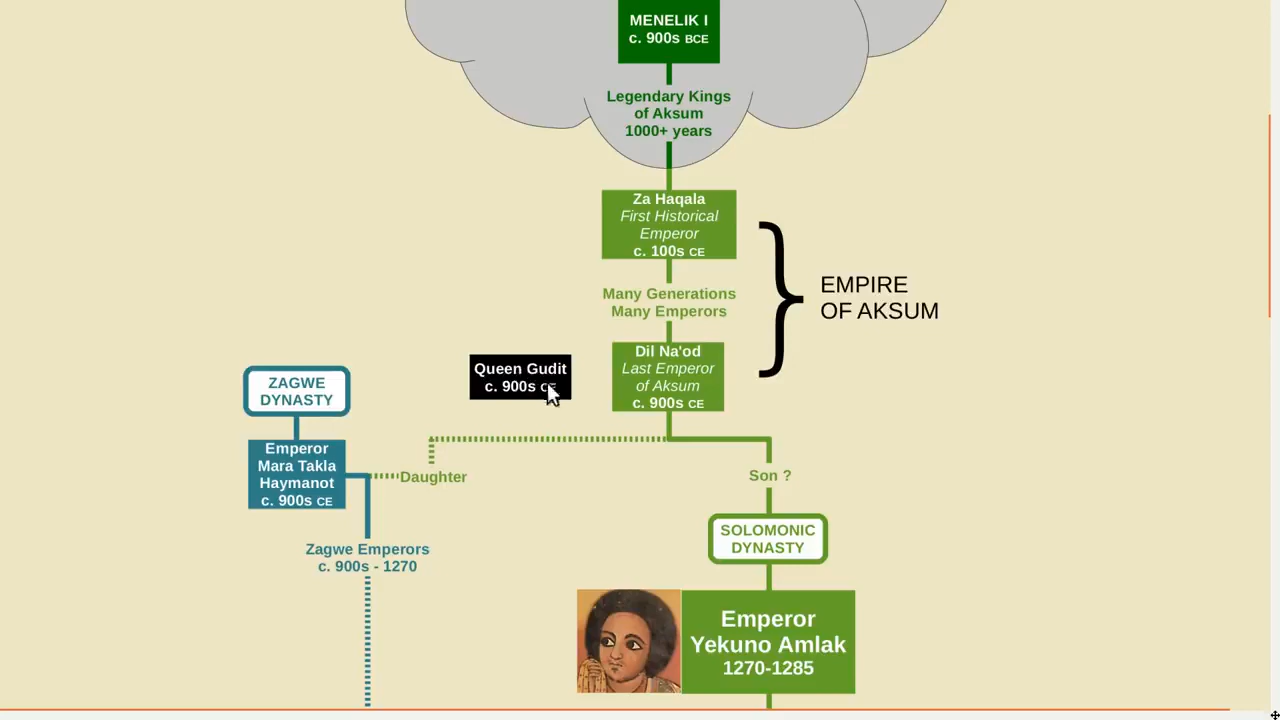 MENELIK I
c. 900s BCE
Legendary Kings
of Aksum
1000+ years
Za Haqala
First Historical
Emperor
c. 100s CE
EMPIRE
OF AKSUM
Many Generations
Many Emperors
Dil Na'od
Last Emperor
of Aksum
c. 900s CE
Queen Gudit
c. 900s
ZAGWE
DYNASTY
Emperor
Mara Takla
Haymanot
c. 900s CE
Daughter
Son ?
Zagwe Emperors
c. 900s - 1270
SOLOMONIC
DYNASTY
Emperor
Yekuno Amlak
1270-1285